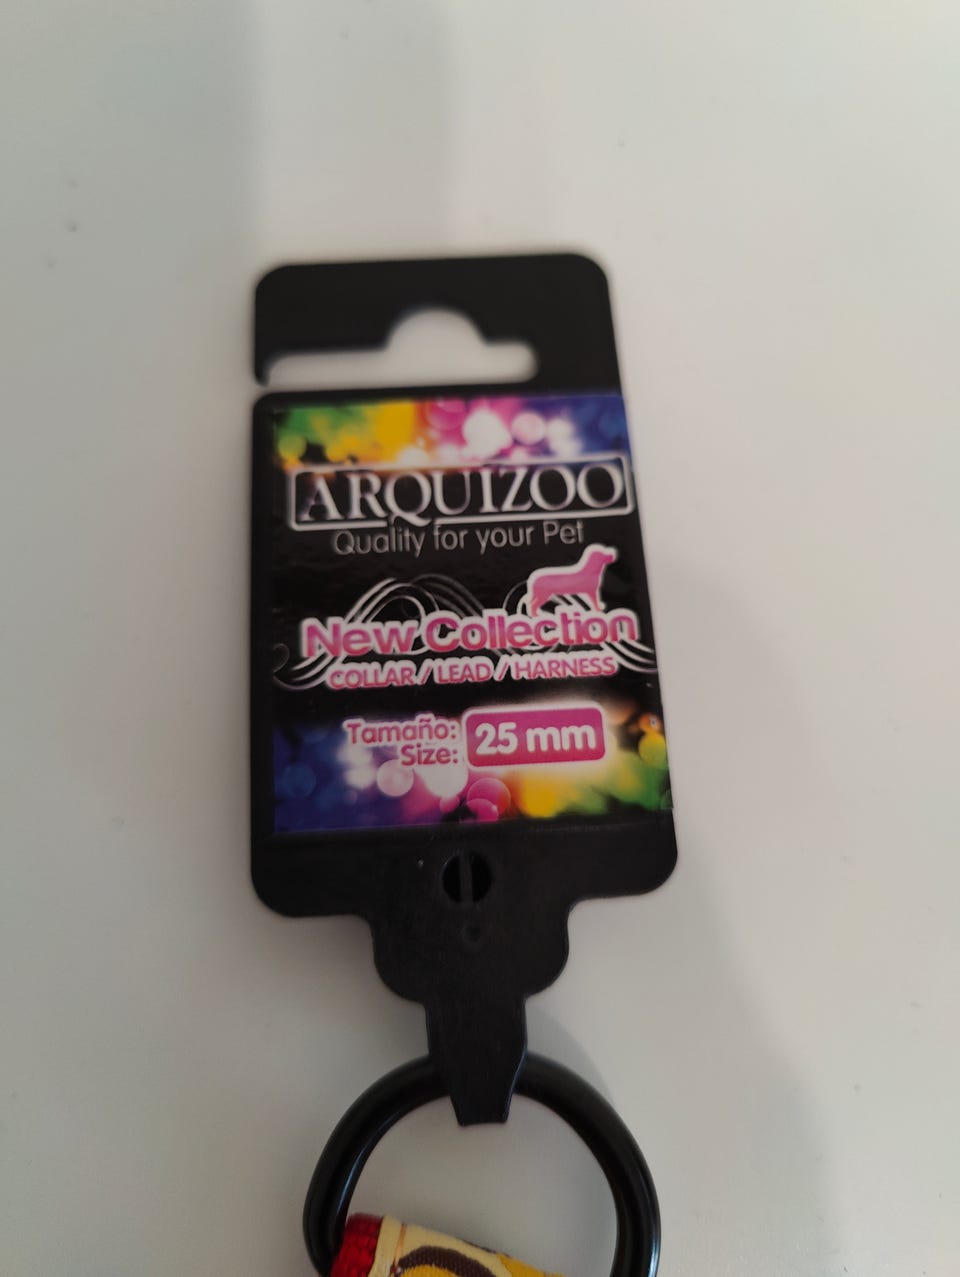 ARQUIZOO
Quality for your Pet
New Collection
COLLAR / LEAD / HARNESS
Tamaño:
Size:
25 mm